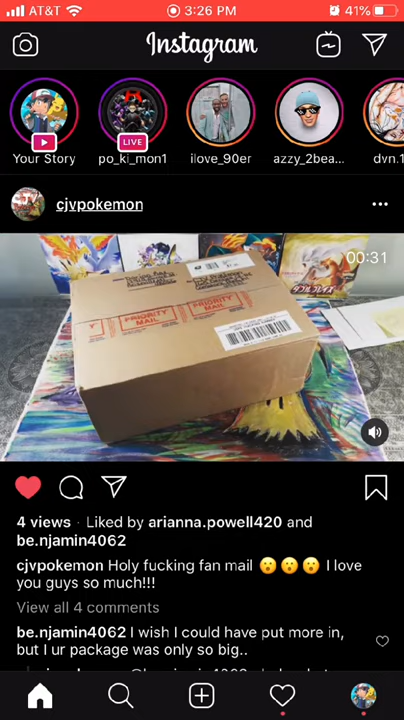 AT&T 3:26 PM 41%
Instagram
LIVE
Your Story po_ki_mon1 ilove_90er azzy_2bea... dvn.1
CJV cjvpokemon
00:31
PRIORITY
MAIL
PRIORITY
MAIL
4 views · Liked by arianna.powell420 and
be.njamin4062
cjvpokemon Holy fucking fan mail 😮😮😮 I love
you guys so much!!!
View all 4 comments
be.njamin4062 I wish I could have put more in,
but I ur package was only so big..